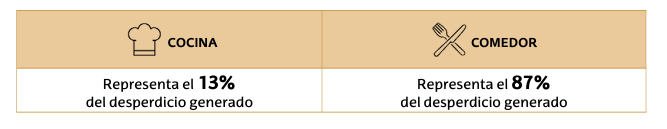 COCINA
COMEDOR
Representa el 13%
del desperdicio generado
Representa el 87%
del desperdicio generado